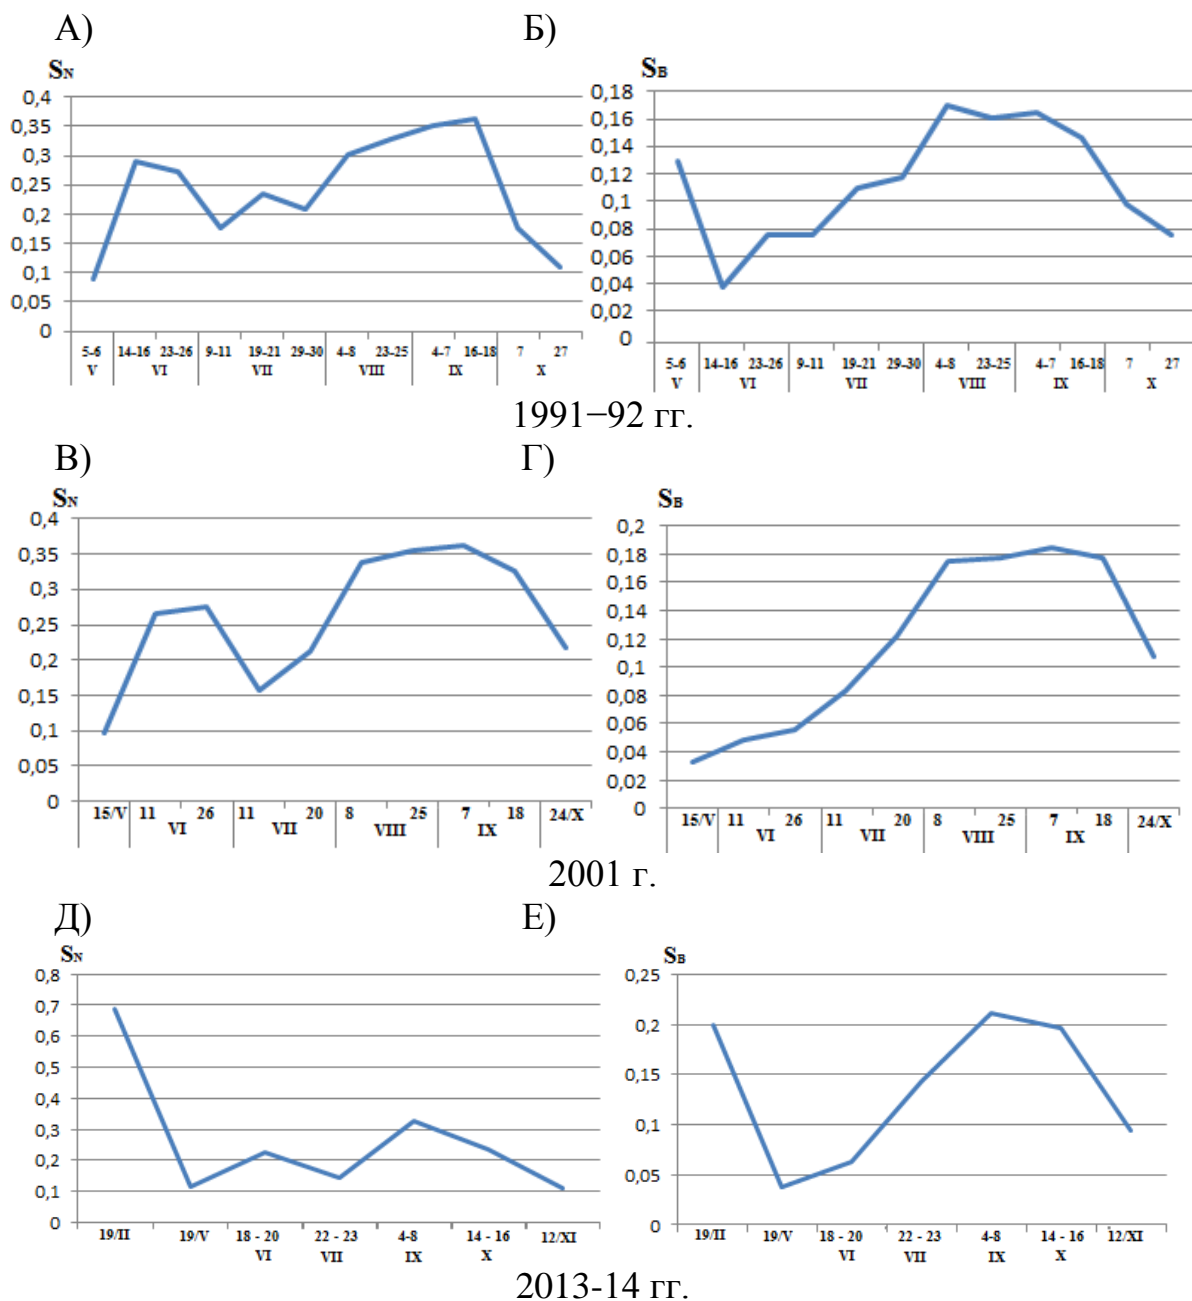 А) Б)
SN SB
0,4
0,35
0,3
0,25
0,2
0,15
0,1
0,05
0
5-6 14-16 23-26 9-11 19-21 29-30 4-8 23-25 4-7 16-18 7 27
V VI VII VIII IX X
0,18
0,16
0,14
0,12
0,1
0,08
0,06
0,04
0,02
0
5-6 14-16 23-26 9-11 19-21 29-30 4-8 23-25 4-7 16-18 7 27
V VI VII VIII IX X
1991−92 гг.
В) Г)
SN SB
0,4
0,35
0,3
0,25
0,2
0,15
0,1
0,05
0
15/V 11 26 11 20 8 25 7 18 24/X
VI VII VIII IX
0,2
0,18
0,16
0,14
0,12
0,1
0,08
0,06
0,04
0,02
0
15/V 11 26 11 20 8 25 7 18 24/X
VI VII VIII IX
2001 г.
Д) Е)
SN SB
0,8
0,7
0,6
0,5
0,4
0,3
0,2
0,1
0
19/II 19/V 18 - 20 22 - 23 4-8 14 - 16 12/XI
VI VII IX X
0,25
0,2
0,15
0,1
0,05
0
19/II 19/V 18 - 20 22 - 23 4-8 14 - 16 12/XI
VI VII IX X
2013-14 гг.